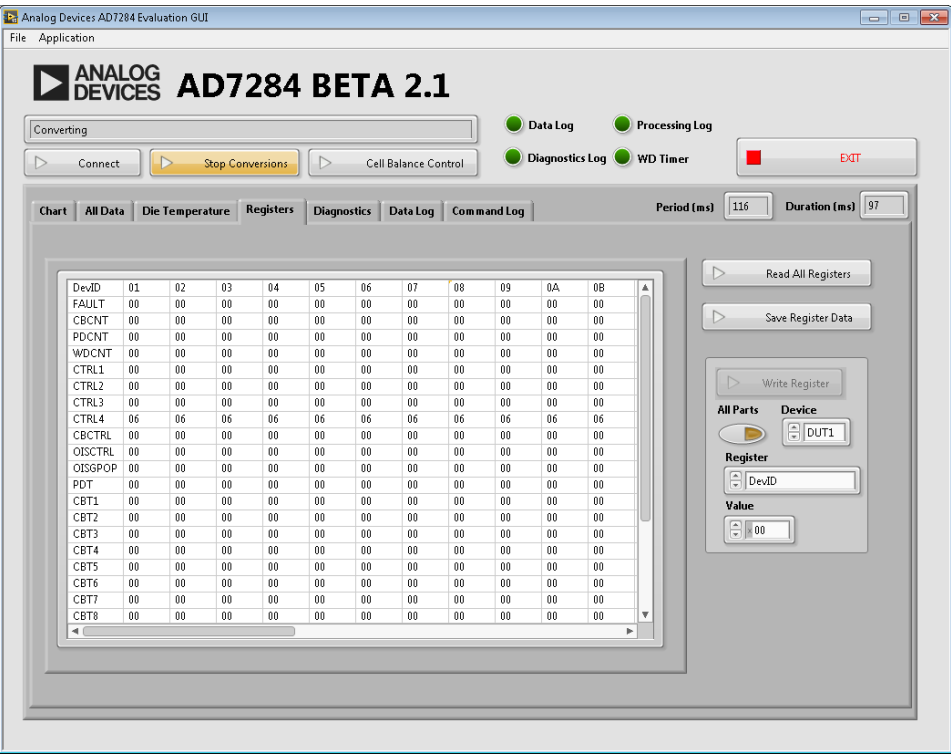 Analog Devices AD7284 Evaluation GUI
File Application
ANALOG DEVICES AD7284 BETA 2.1
Converting
Data Log Processing Log
Connect Stop Conversions Cell Balance Control
Diagnostics Log WD Timer
EXIT
Chart All Data Die Temperature Registers Diagnostics Data Log Command Log
Period (ms) 116 Duration (ms) 97
DevID 01 02 03 04 05 06 07 08 09 0A 0B
FAULT 00 00 00 00 00 00 00 00 00 00 00
CBCNT 00 00 00 00 00 00 00 00 00 00 00
PDCNT 00 00 00 00 00 00 00 00 00 00 00
WDCNT 00 00 00 00 00 00 00 00 00 00 00
CTRL1 00 00 00 00 00 00 00 00 00 00 00
CTRL2 00 00 00 00 00 00 00 00 00 00 00
CTRL3 00 00 00 00 00 00 00 00 00 00 00
CTRL4 06 06 06 06 06 06 06 06 06 06 06
CBCTRL 00 00 00 00 00 00 00 00 00 00 00
OISCTRL 00 00 00 00 00 00 00 00 00 00 00
OISGPOP 00 00 00 00 00 00 00 00 00 00 00
PDT 00 00 00 00 00 00 00 00 00 00 00
CBT1 00 00 00 00 00 00 00 00 00 00 00
CBT2 00 00 00 00 00 00 00 00 00 00 00
CBT3 00 00 00 00 00 00 00 00 00 00 00
CBT4 00 00 00 00 00 00 00 00 00 00 00
CBT5 00 00 00 00 00 00 00 00 00 00 00
CBT6 00 00 00 00 00 00 00 00 00 00 00
CBT7 00 00 00 00 00 00 00 00 00 00 00
CBT8 00 00 00 00 00 00 00 00 00 00 00
Read All Registers
Save Register Data
Write Register
All Parts Device
DUT1
Register
DevID
Value
x 00